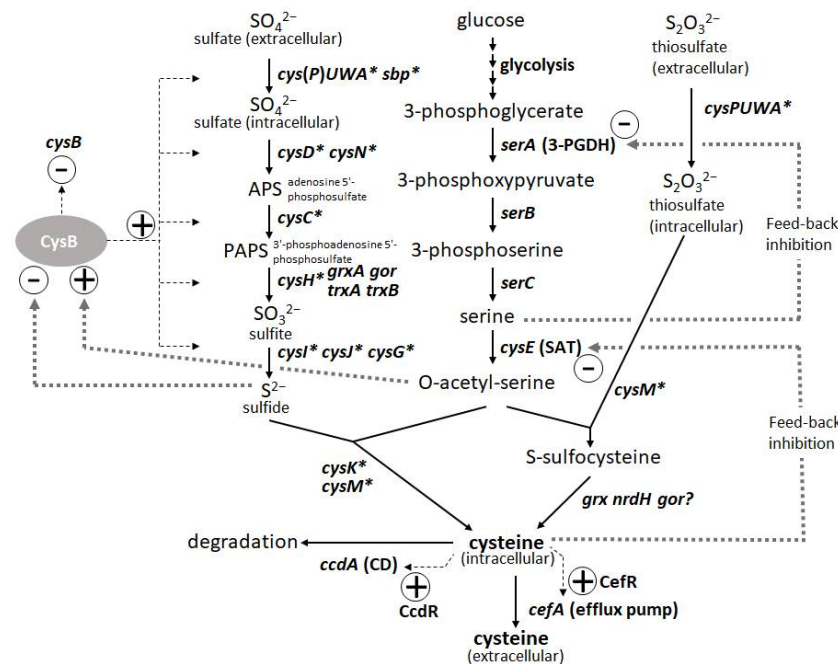 SO₄²⁻
sulfate (extracellular)
cys(P)UWA* sbp*
SO₄²⁻
sulfate (intracellular)
cysD* cysN*
APS adenosine 5'-
phosphosulfate
cysC*
PAPS 3'-phosphoadenosine 5'-
phosphosulfate
cysH* grxA gor
trxA trxB
SO₃²⁻
sulfite
cysI* cysJ* cysG*
S²⁻
sulfide
cysB
−
CysB
+
−
+
glucose
glycolysis
3-phosphoglycerate
serA (3-PGDH)
−
3-phosphoxypyruvate
serB
3-phosphoserine
serC
serine
cysE (SAT)
−
O-acetyl-serine
S₂O₃²⁻
thiosulfate
(extracellular)
cysPUWA*
S₂O₃²⁻
thiosulfate
(intracellular)
Feed-back
inhibition
cysM*
Feed-back
inhibition
S-sulfocysteine
cysK*
cysM*
grx nrdH gor?
degradation
cysteine
(intracellular)
ccdA (CD)
+
CcdR
+
CefR
cefA (efflux pump)
cysteine
(extracellular)